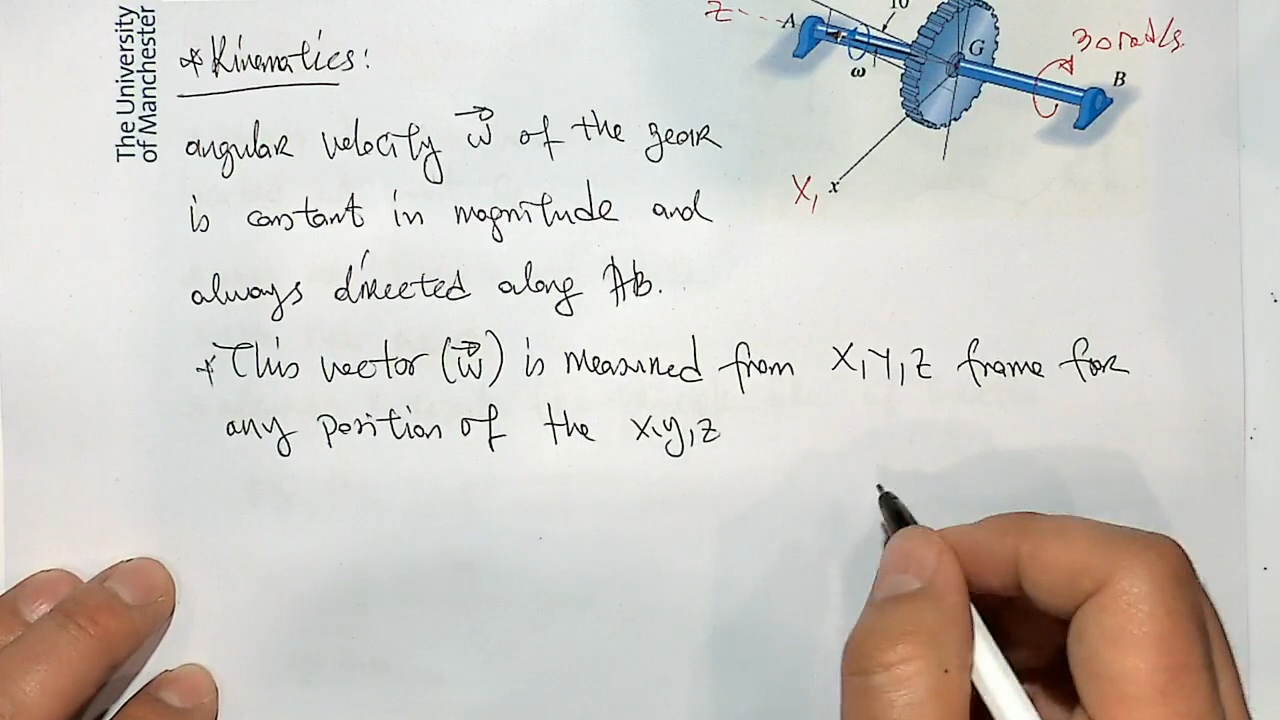 The University
of Manchester
* Kinematics:
angular velocity ω of the gear
is constant in magnitude and
always directed along AB.
* This vector (ω) is measured from X,Y,Z frame for
any position of the x,y,z
Z
A
10
ω
G
30 rad/s
B
X,
x